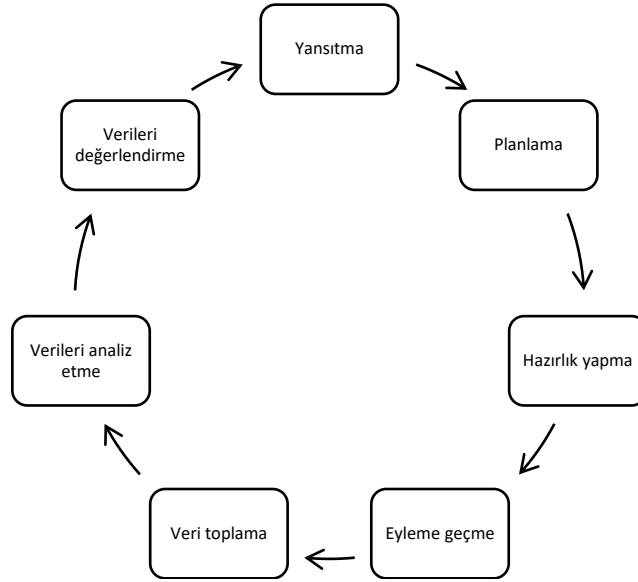 Yansıtma
Planlama
Hazırlık yapma
Eyleme geçme
Veri toplama
Verileri analiz
etme
Verileri
değerlendirme